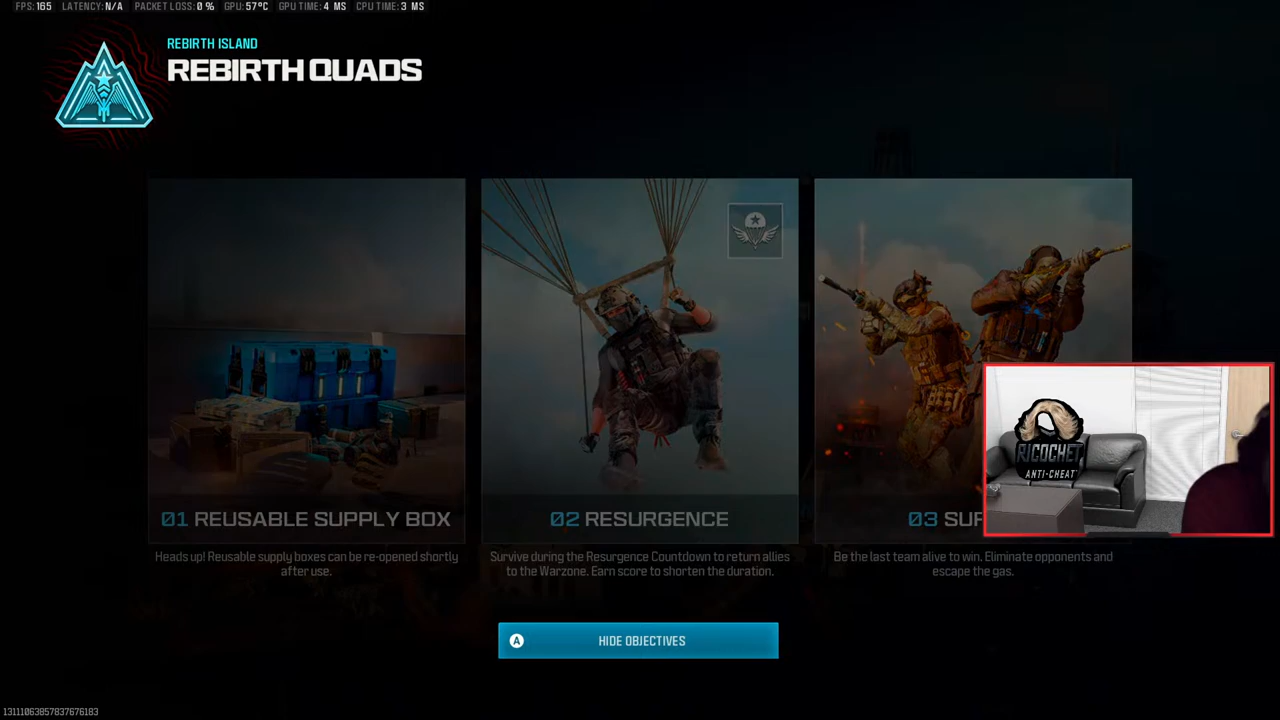 FPS:165 LATENCY:N/A PACKET LOSS:0 % GPU:57ºC GPU TIME:4 MS CPU TIME:3 MS
REBIRTH ISLAND
REBIRTH QUADS
01 REUSABLE SUPPLY BOX
Heads up! Reusable supply boxes can be re-opened shortly
after use.
02 RESURGENCE
Survive during the Resurgence Countdown to return allies
to the Warzone. Earn score to shorten the duration.
03 SUR
Be the last team alive to win. Eliminate opponents and
escape the gas.
RICOCHET
ANTI-CHEAT
A HIDE OBJECTIVES
13111063857837676183